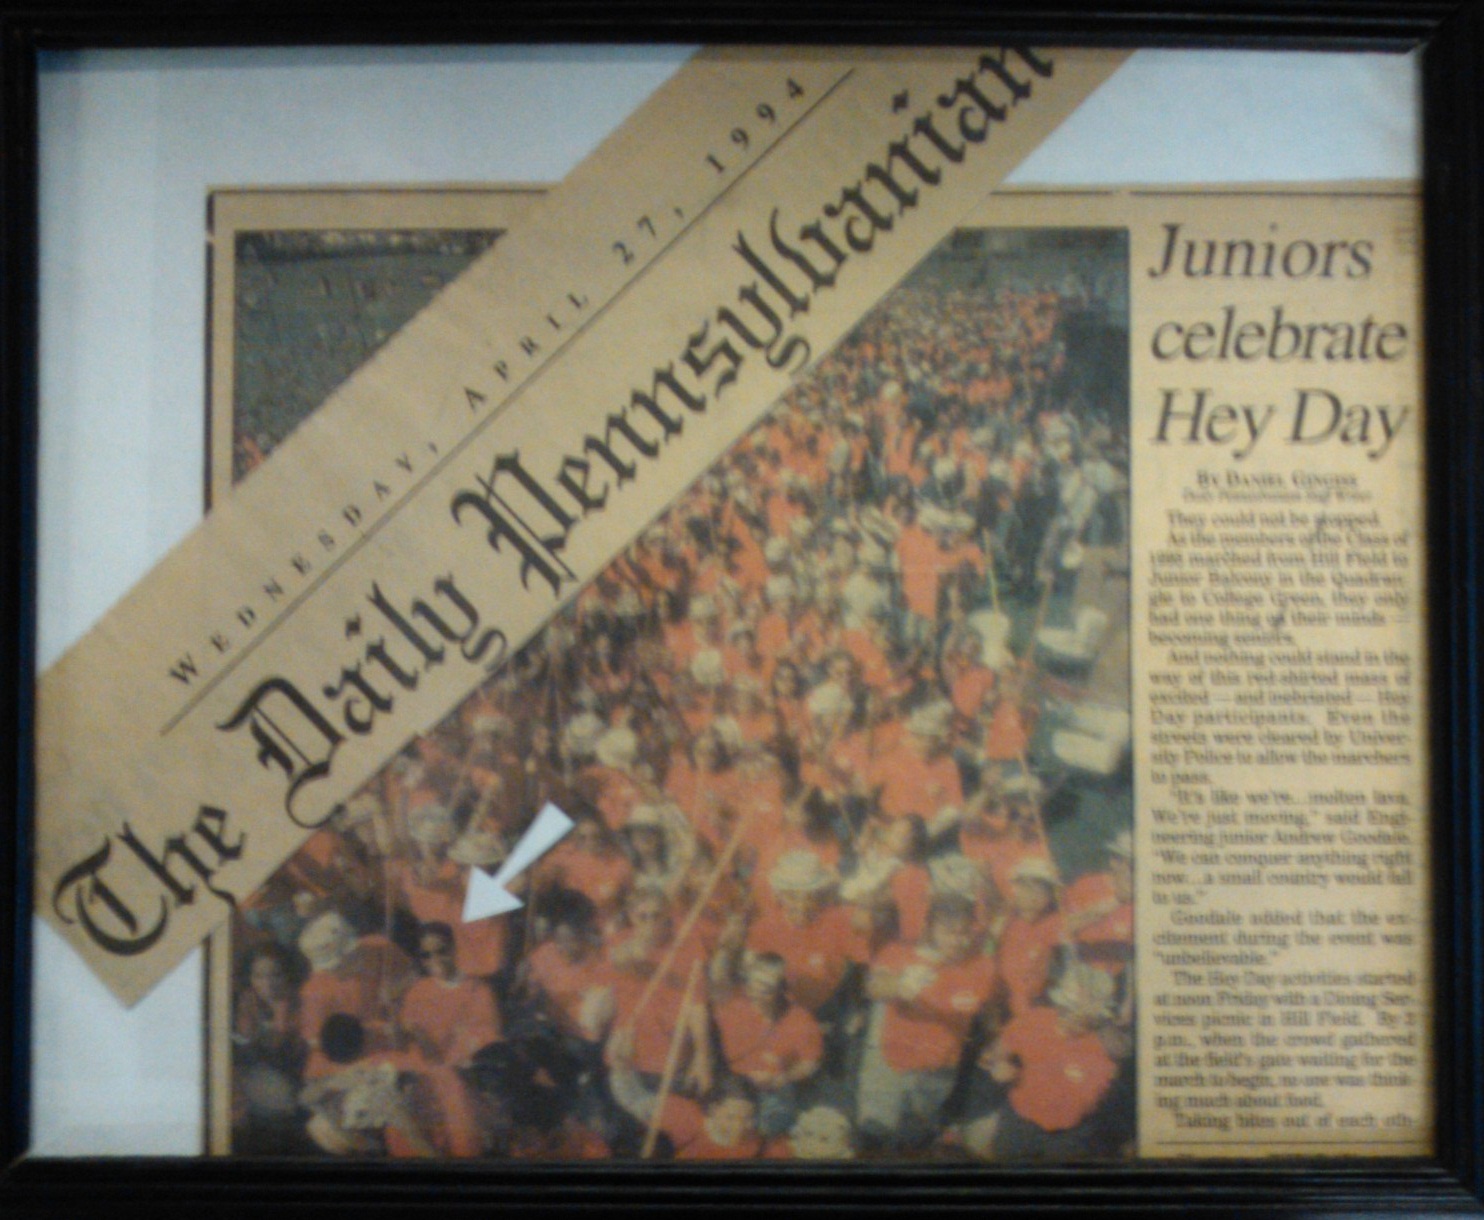 WEDNESDAY, APRIL 27, 1994
The Daily Pennsylvanian
Juniors
celebrate
Hey Day
BY DANIEL GINGISS
Daily Pennsylvanian Staff Writer
They could not be stopped.
As the members of the Class of
1995 marched from Hill Field to
Junior Balcony in the Quadran-
gle to College Green, they only
had one thing on their minds —
becoming seniors.
And nothing could stand in the
way of this red-shirted mass of
excited — and inebriated — Hey
Day participants. Even the
streets were cleared by Univer-
sity Police to allow the marchers
to pass.
"It's like we're...molten lava.
We're just moving," said Engi-
neering junior Andrew Goodale.
"We can conquer anything right
now...a small country would fall
to us."
Goodale added that the ex-
citement during the event was
"unbelievable."
The Hey Day activities started
at noon Friday with a Dining Ser-
vices picnic in Hill Field. By 2
p.m., when the crowd gathered
at the field's gate waiting for the
march to begin, no one was think-
ing much about food.
Taking bites out of each oth-